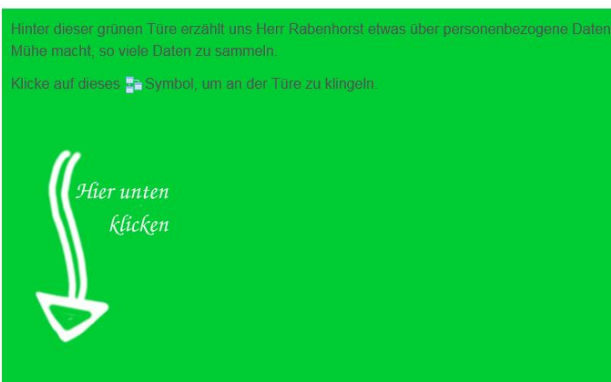 Hinter dieser grünen Türe erzählt uns Herr Rabenhorst etwas über personenbezogene Daten
Mühe macht, so viele Daten zu sammeln.
Klicke auf dieses Symbol, um an der Türe zu klingeln.
Hier unten
klicken